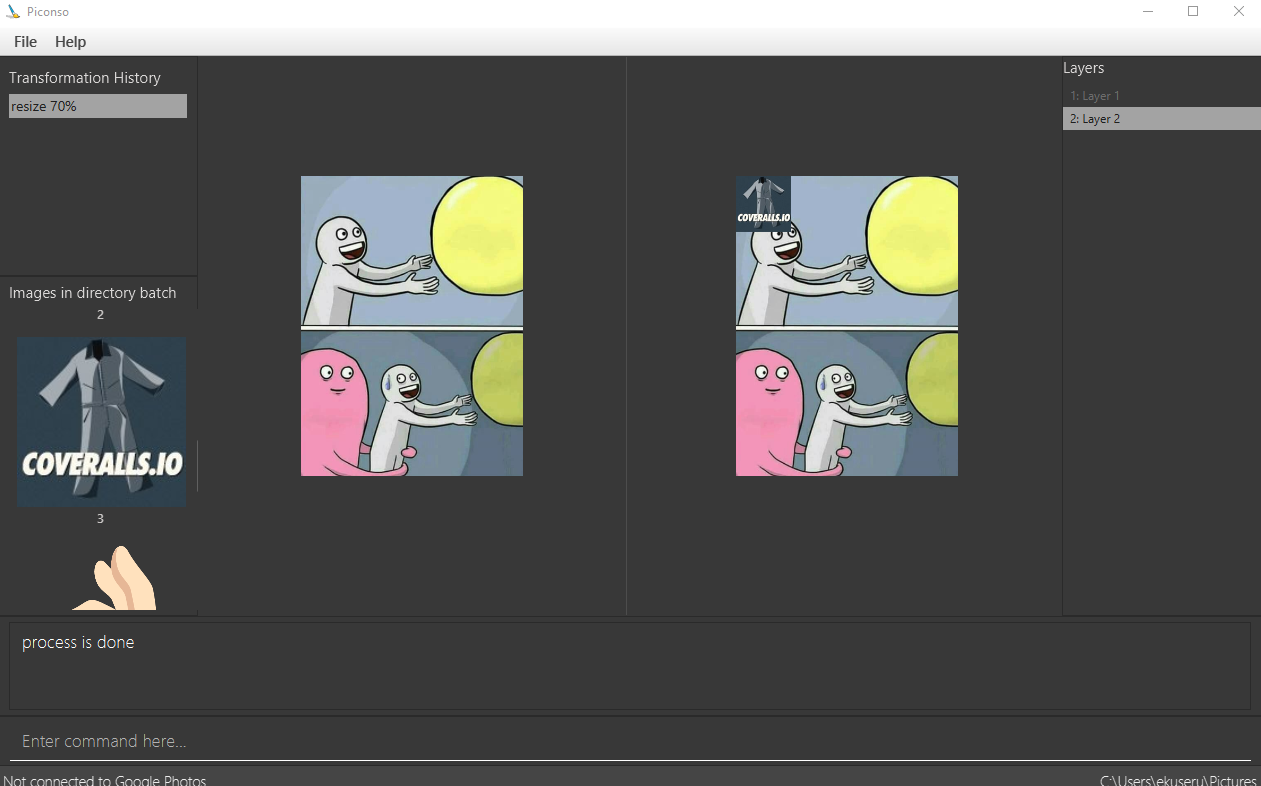 Piconso
File Help
Transformation History
resize 70%
Images in directory batch
2
COVERALLS.IO
3
COVERALLS.IO
Layers
1: Layer 1
2: Layer 2
process is done
Enter command here...
Not connected to Google Photos
C:\Users\ekuseru\Pictures